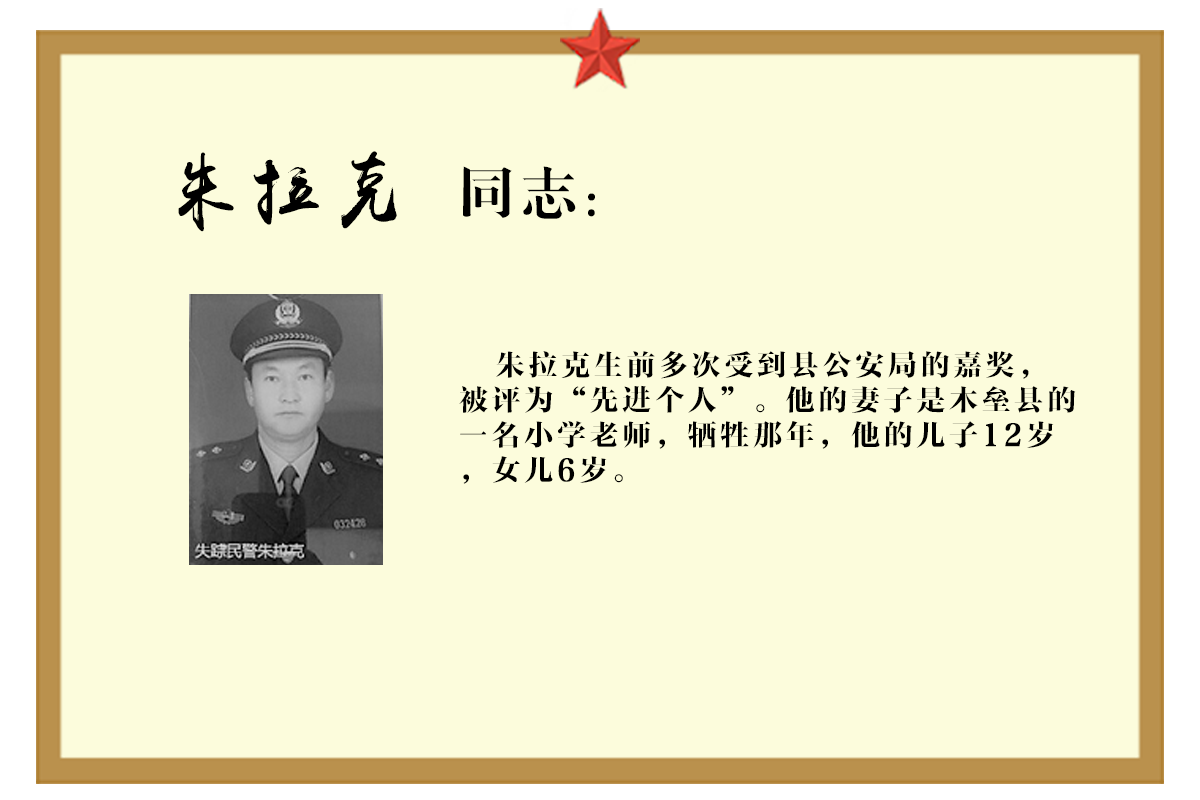 朱拉克 同志：
朱拉克生前多次受到县公安局的嘉奖，
被评为“先进个人”。他的妻子是木垒县的
一名小学老师，牺牲那年，他的儿子12岁
，女儿6岁。
032426
失踪民警朱拉克